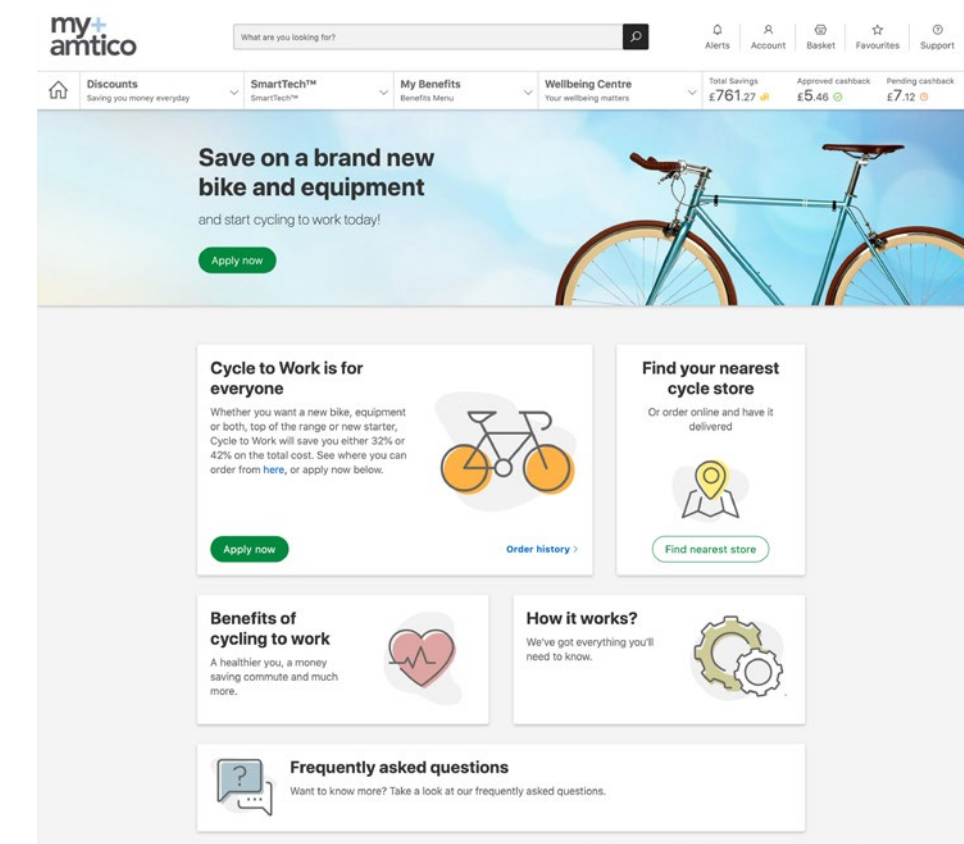 my+
amtico
What are you looking for?
Alerts
Account
Basket
Favourites
Support
Discounts
Saving you money everyday
SmartTech™
SmartTech™
My Benefits
Benefits Menu
Wellbeing Centre
Your wellbeing matters
Total Savings
£761.27
Approved cashback
£5.46
Pending cashback
£7.12
Save on a brand new
bike and equipment
and start cycling to work today!
Apply now
Cycle to Work is for
everyone
Whether you want a new bike, equipment
or both, top of the range or new starter,
Cycle to Work will save you either 32% or
42% on the total cost. See where you can
order from here, or apply now below.
Apply now
Order history >
Find your nearest
cycle store
Or order online and have it
delivered
Find nearest store
Benefits of
cycling to work
A healthier you, a money
saving commute and much
more.
How it works?
We've got everything you'll
need to know.
Frequently asked questions
Want to know more? Take a look at our frequently asked questions.